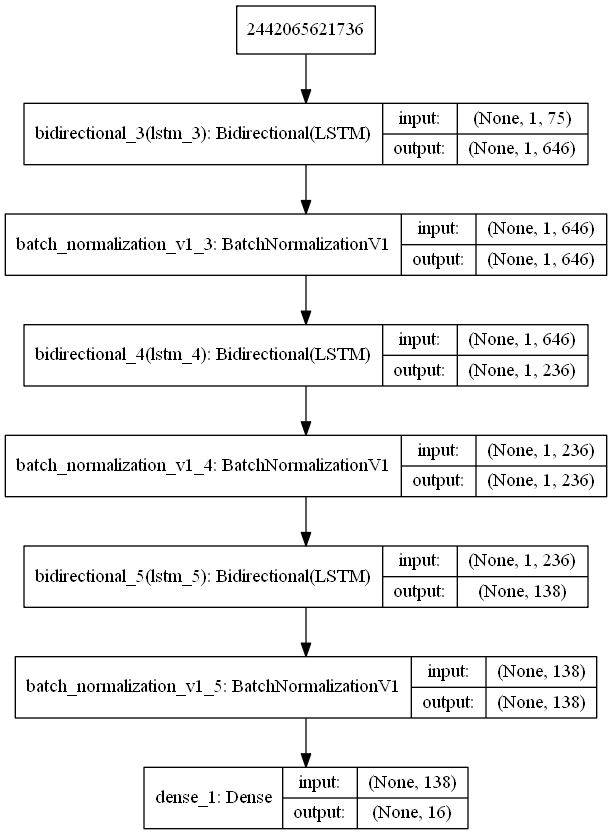 2442065621736
bidirectional_3(lstm_3): Bidirectional(LSTM)
input: (None, 1, 75)
output: (None, 1, 646)
batch_normalization_v1_3: BatchNormalizationV1
input: (None, 1, 646)
output: (None, 1, 646)
bidirectional_4(lstm_4): Bidirectional(LSTM)
input: (None, 1, 646)
output: (None, 1, 236)
batch_normalization_v1_4: BatchNormalizationV1
input: (None, 1, 236)
output: (None, 1, 236)
bidirectional_5(lstm_5): Bidirectional(LSTM)
input: (None, 1, 236)
output: (None, 138)
batch_normalization_v1_5: BatchNormalizationV1
input: (None, 138)
output: (None, 138)
dense_1: Dense
input: (None, 138)
output: (None, 16)